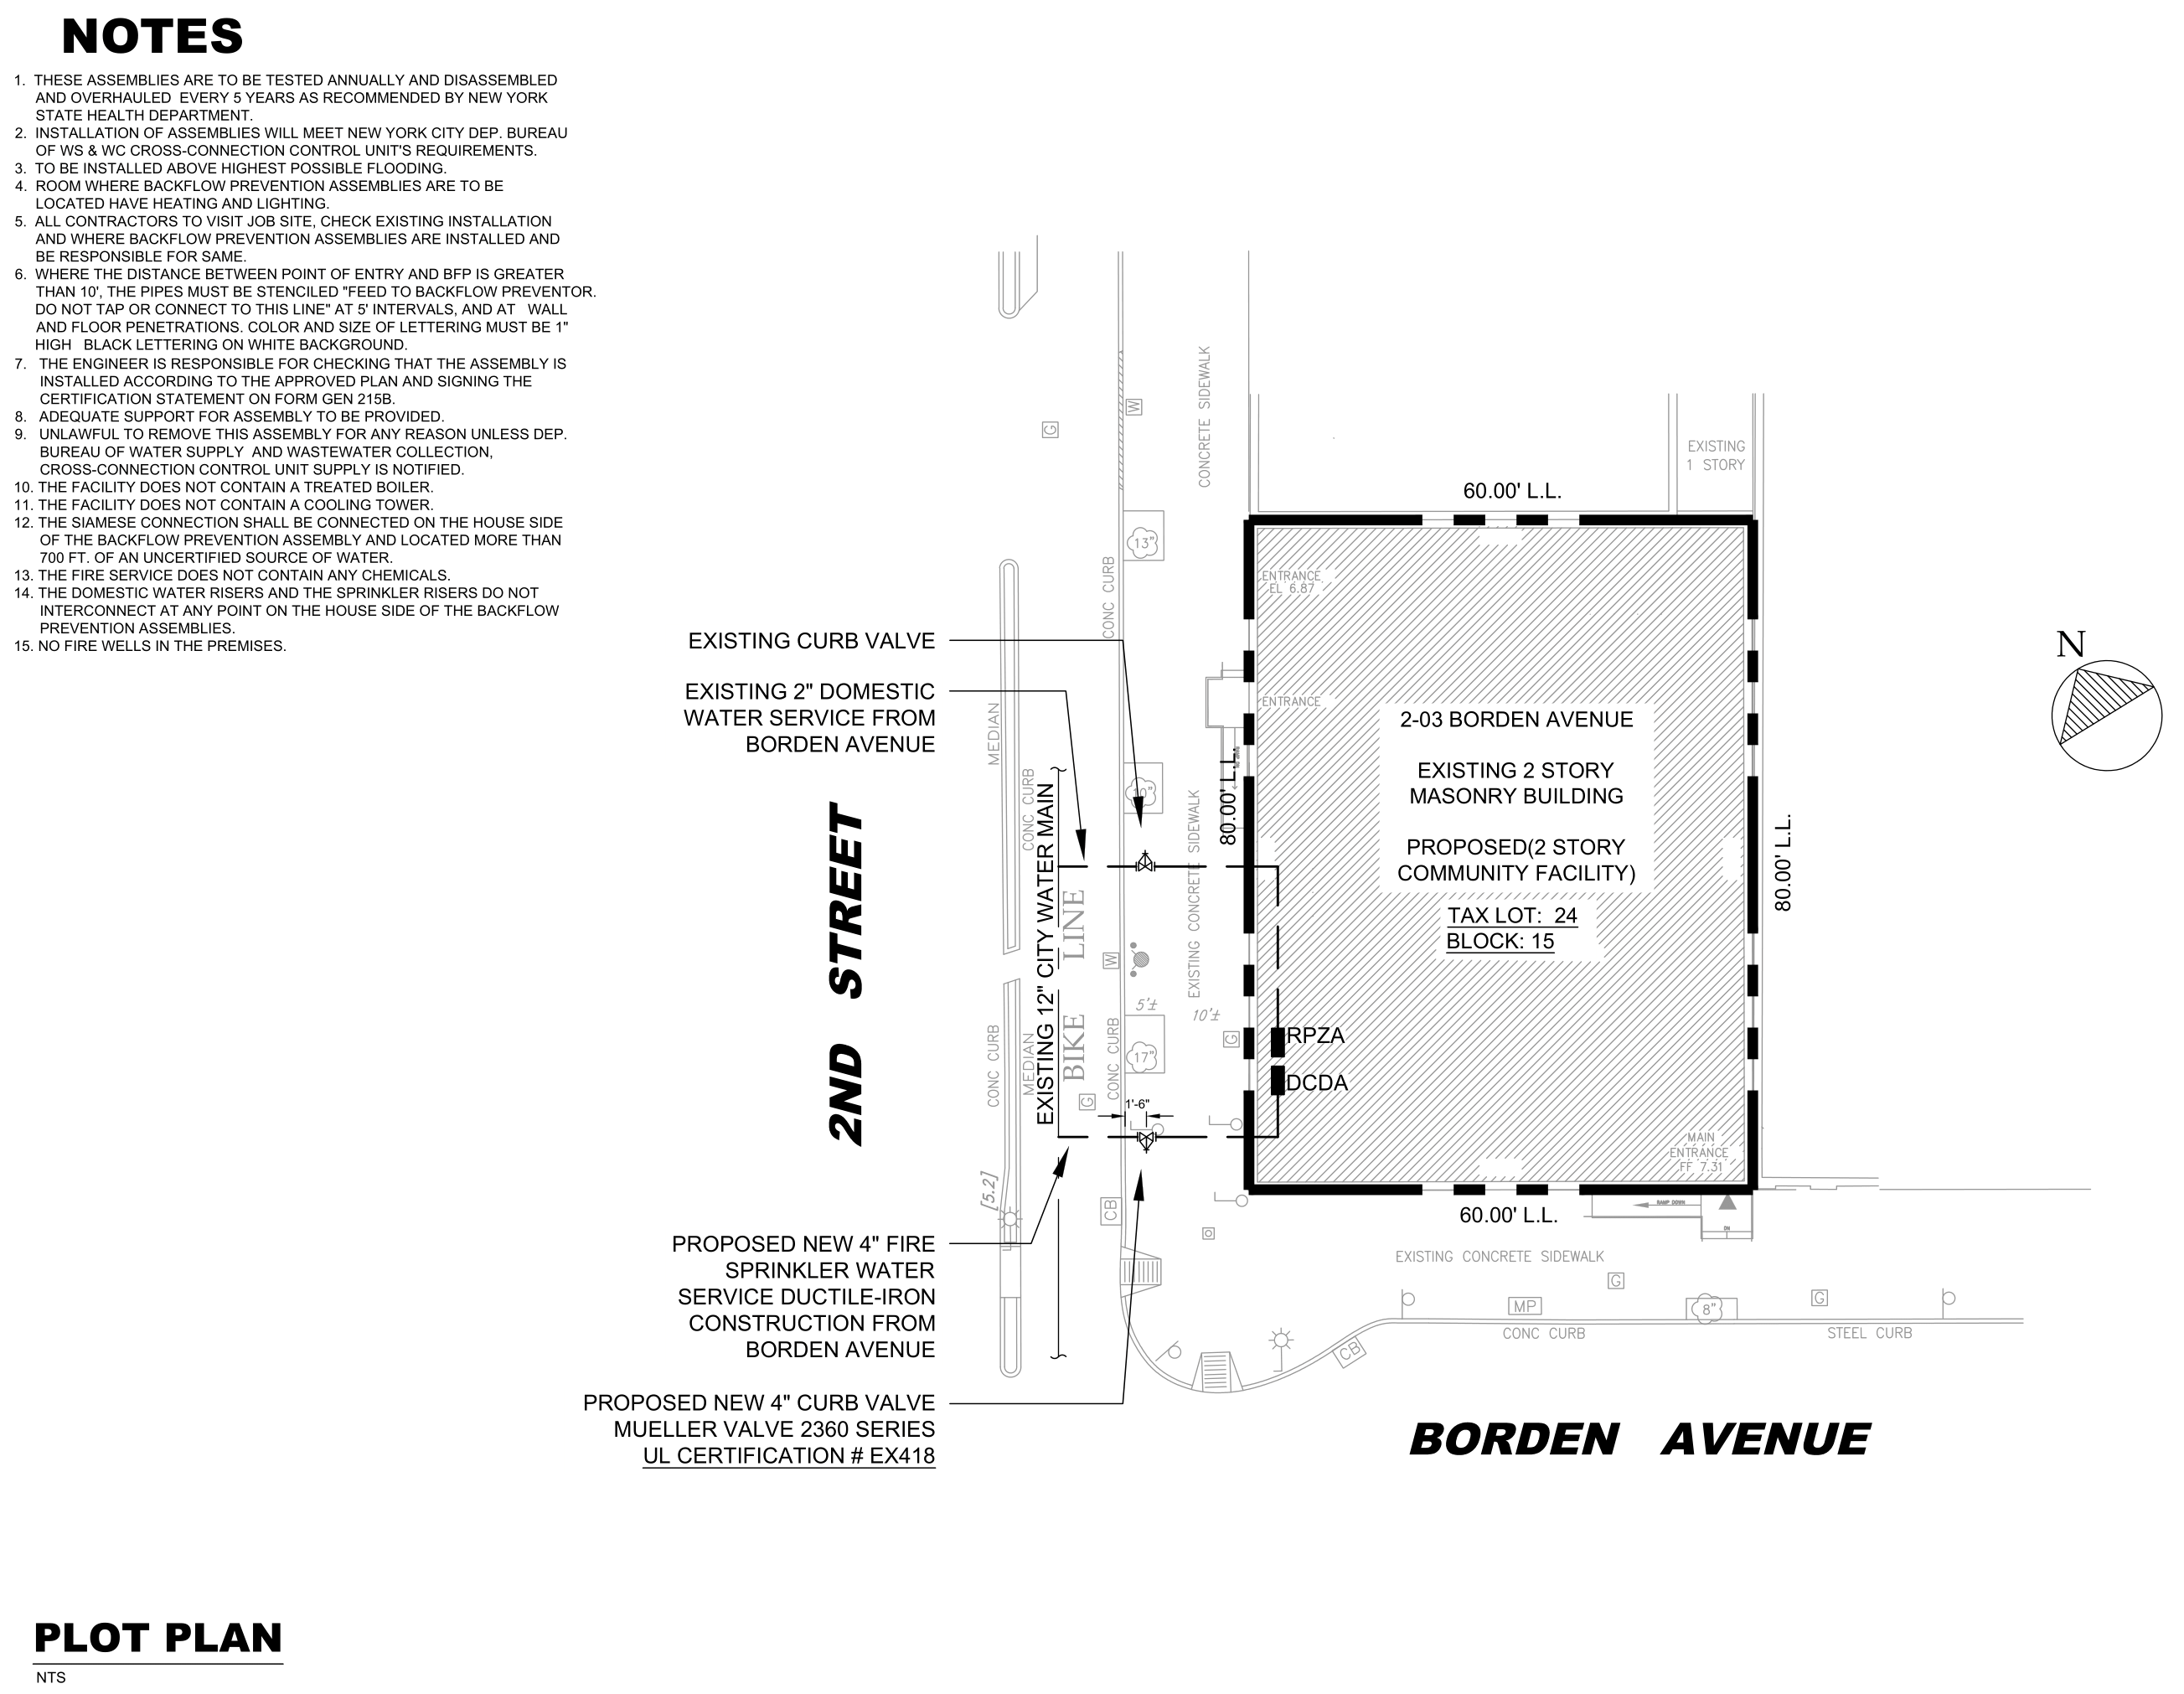 NOTES
1. THESE ASSEMBLIES ARE TO BE TESTED ANNUALLY AND DISASSEMBLED
AND OVERHAULED EVERY 5 YEARS AS RECOMMENDED BY NEW YORK
STATE HEALTH DEPARTMENT.
2. INSTALLATION OF ASSEMBLIES WILL MEET NEW YORK CITY DEP. BUREAU
OF WS & WC CROSS-CONNECTION CONTROL UNIT'S REQUIREMENTS.
3. TO BE INSTALLED ABOVE HIGHEST POSSIBLE FLOODING.
4. ROOM WHERE BACKFLOW PREVENTION ASSEMBLIES ARE TO BE
LOCATED HAVE HEATING AND LIGHTING.
5. ALL CONTRACTORS TO VISIT JOB SITE, CHECK EXISTING INSTALLATION
AND WHERE BACKFLOW PREVENTION ASSEMBLIES ARE INSTALLED AND
BE RESPONSIBLE FOR SAME.
6. WHERE THE DISTANCE BETWEEN POINT OF ENTRY AND BFP IS GREATER
THAN 10', THE PIPES MUST BE STENCILED "FEED TO BACKFLOW PREVENTOR.
DO NOT TAP OR CONNECT TO THIS LINE" AT 5' INTERVALS, AND AT WALL
AND FLOOR PENETRATIONS. COLOR AND SIZE OF LETTERING MUST BE 1"
HIGH BLACK LETTERING ON WHITE BACKGROUND.
7. THE ENGINEER IS RESPONSIBLE FOR CHECKING THAT THE ASSEMBLY IS
INSTALLED ACCORDING TO THE APPROVED PLAN AND SIGNING THE
CERTIFICATION STATEMENT ON FORM GEN 215B.
8. ADEQUATE SUPPORT FOR ASSEMBLY TO BE PROVIDED.
9. UNLAWFUL TO REMOVE THIS ASSEMBLY FOR ANY REASON UNLESS DEP.
BUREAU OF WATER SUPPLY AND WASTEWATER COLLECTION,
CROSS-CONNECTION CONTROL UNIT SUPPLY IS NOTIFIED.
10. THE FACILITY DOES NOT CONTAIN A TREATED BOILER.
11. THE FACILITY DOES NOT CONTAIN A COOLING TOWER.
12. THE SIAMESE CONNECTION SHALL BE CONNECTED ON THE HOUSE SIDE
OF THE BACKFLOW PREVENTION ASSEMBLY AND LOCATED MORE THAN
700 FT. OF AN UNCERTIFIED SOURCE OF WATER.
13. THE FIRE SERVICE DOES NOT CONTAIN ANY CHEMICALS.
14. THE DOMESTIC WATER RISERS AND THE SPRINKLER RISERS DO NOT
INTERCONNECT AT ANY POINT ON THE HOUSE SIDE OF THE BACKFLOW
PREVENTION ASSEMBLIES.
15. NO FIRE WELLS IN THE PREMISES.
CONCRETE SIDEWALK
W
G
EXISTING
1 STORY
60.00' L.L.
13"
CONC CURB
ENTRANCE
EL 6.87
EXISTING CURB VALVE
EXISTING 2" DOMESTIC
WATER SERVICE FROM
BORDEN AVENUE
N
ENTRANCE
MEDIAN
CONC CURB
10"
80.00' L.L.
2-03 BORDEN AVENUE
EXISTING 2 STORY
MASONRY BUILDING
PROPOSED(2 STORY
COMMUNITY FACILITY)
TAX LOT: 24
BLOCK: 15
80.00' L.L.
2ND STREET
EXISTING 12" CITY WATER MAIN
BIKE LINE
EXISTING CONCRETE SIDEWALK
W
5'±
10'±
CONC CURB
MEDIAN
CONC CURB
17"
G
G
RPZA
DCDA
1'-6"
MAIN
ENTRANCE
FF 7.31
[5.2]
CB
60.00' L.L.
RAMP DOWN
DN
PROPOSED NEW 4" FIRE
SPRINKLER WATER
SERVICE DUCTILE-IRON
CONSTRUCTION FROM
BORDEN AVENUE
EXISTING CONCRETE SIDEWALK
G
MP
8"
G
CONC CURB
STEEL CURB
CB
PROPOSED NEW 4" CURB VALVE
MUELLER VALVE 2360 SERIES
UL CERTIFICATION # EX418
BORDEN AVENUE
PLOT PLAN
NTS